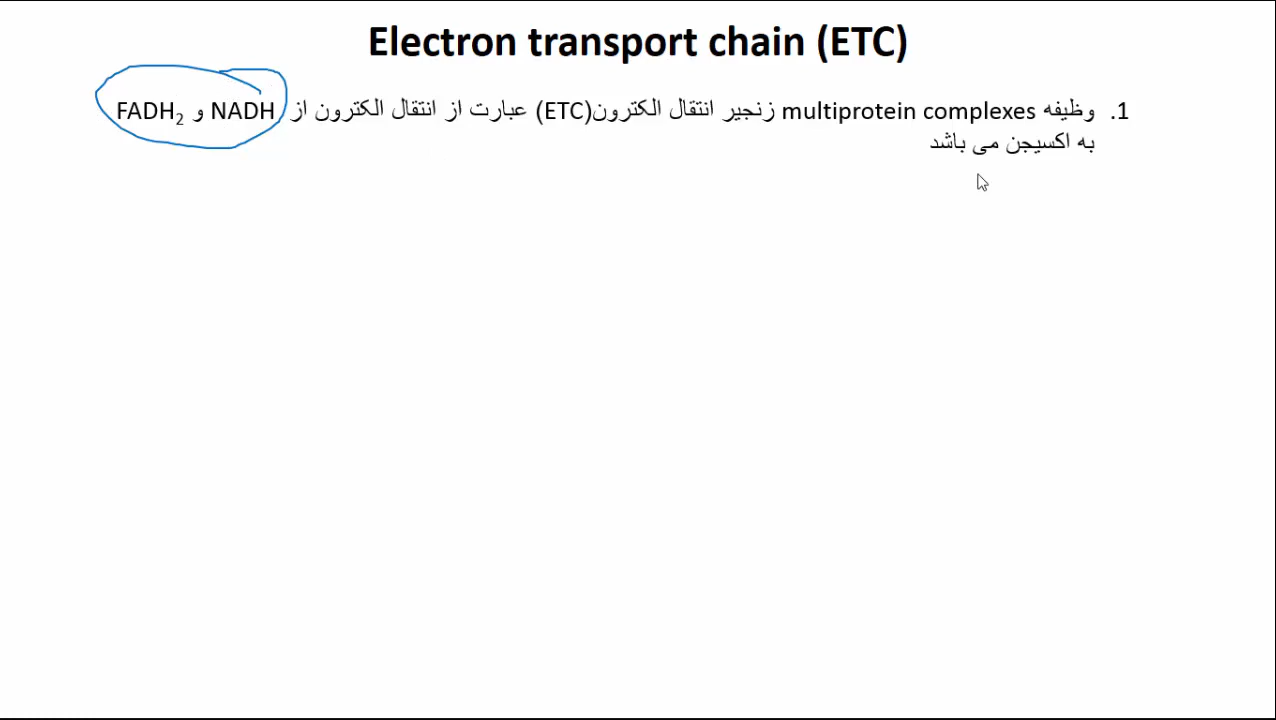 Electron transport chain (ETC)
1. وظیفه multiprotein complexes زنجیر انتقال الکترون(ETC) عبارت از انتقال الکترون از NADH و FADH₂
به اکسیجن می باشد